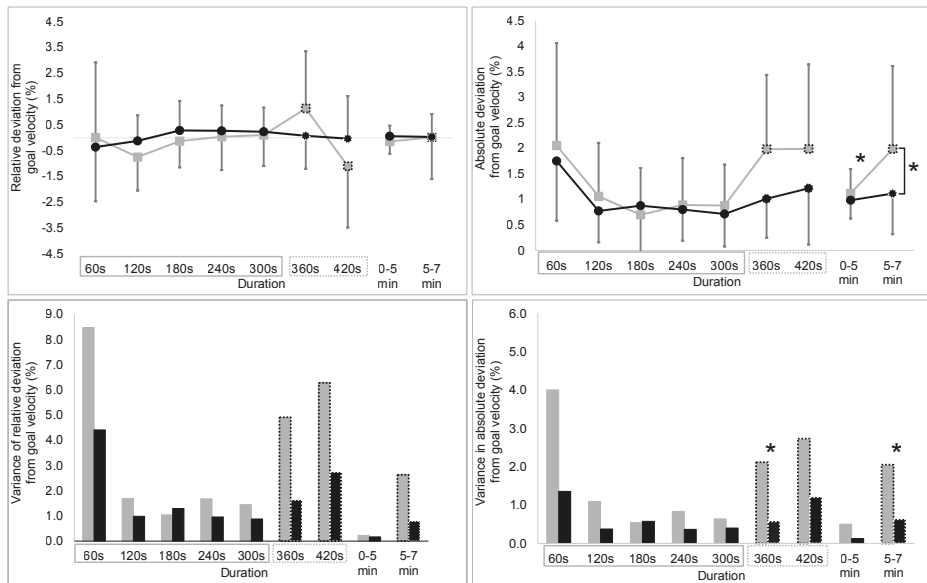 Relative deviation from
goal velocity (%)
4.5
3.5
2.5
1.5
0.5
-0.5
-1.5
-2.5
-3.5
-4.5
60s 120s 180s 240s 300s 360s 420s 0-5 min 5-7 min
Duration
Absolute deviation
from goal velocity (%)
5
4.5
4
3.5
3
2.5
2
1.5
1
0.5
0
* *
60s 120s 180s 240s 300s 360s 420s 0-5 min 5-7 min
Duration
Variance of relative deviation
from goal velocity (%)
9.0
8.0
7.0
6.0
5.0
4.0
3.0
2.0
1.0
0.0
60s 120s 180s 240s 300s 360s 420s 0-5 min 5-7 min
Duration
Variance in absolute deviation
from goal velocity (%)
6.0
5.0
4.0
3.0
2.0
1.0
0.0
* *
60s 120s 180s 240s 300s 360s 420s 0-5 min 5-7 min
Duration